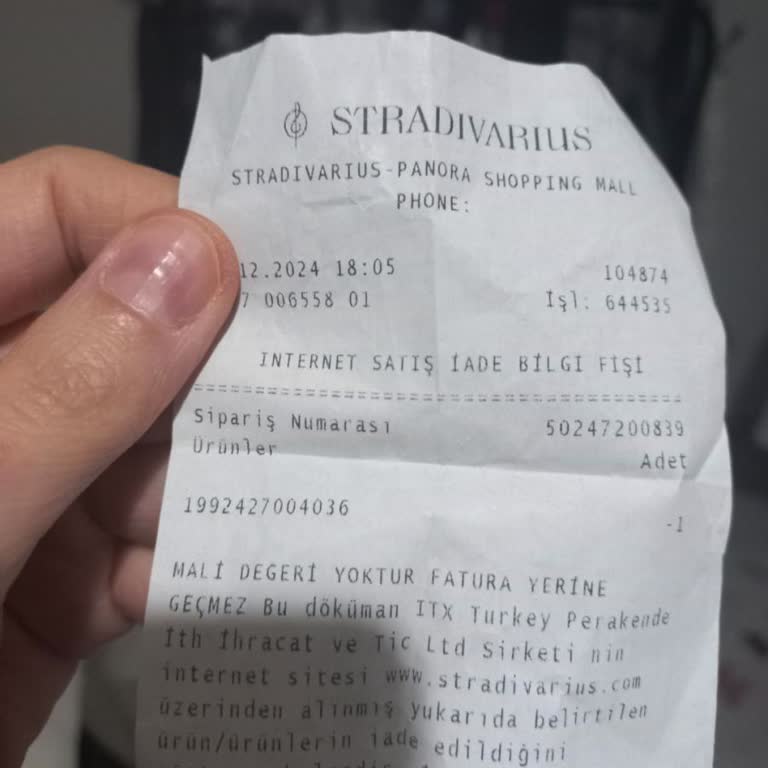 STRADIVARIUS
STRADIVARIUS-PANORA SHOPPING MALL
PHONE:
12.2024 18:05 104874
7 006558 01 İşl: 644535
INTERNET SATIŞ İADE BİLGI FİŞİ
================================================
Sipariş Numarası 50247200839
Ürünler Adet
1992427004036 -1
MALİ DEGERİ YOKTUR FATURA YERİNE
GEÇMEZ Bu döküman ITX Turkey Perakende
İth İhracat ve Tic Ltd Sirketi nin
internet sitesi www.stradivarius.com
üzerinden alınmış yukarıda belirtilen
ürün/ürünlerin iade edildiğini